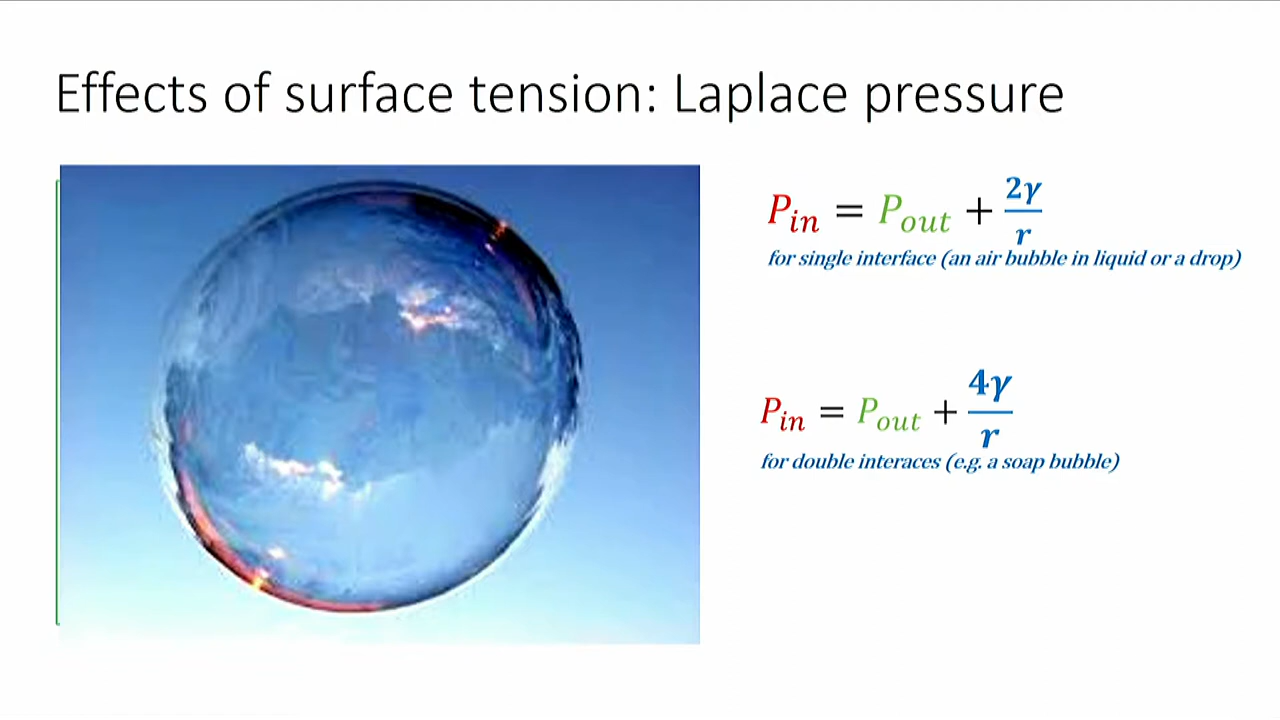 Effects of surface tension: Laplace pressure
P_in = P_out + 2γ/r
for single interface (an air bubble in liquid or a drop)
P_in = P_out + 4γ/r
for double interaces (e.g. a soap bubble)